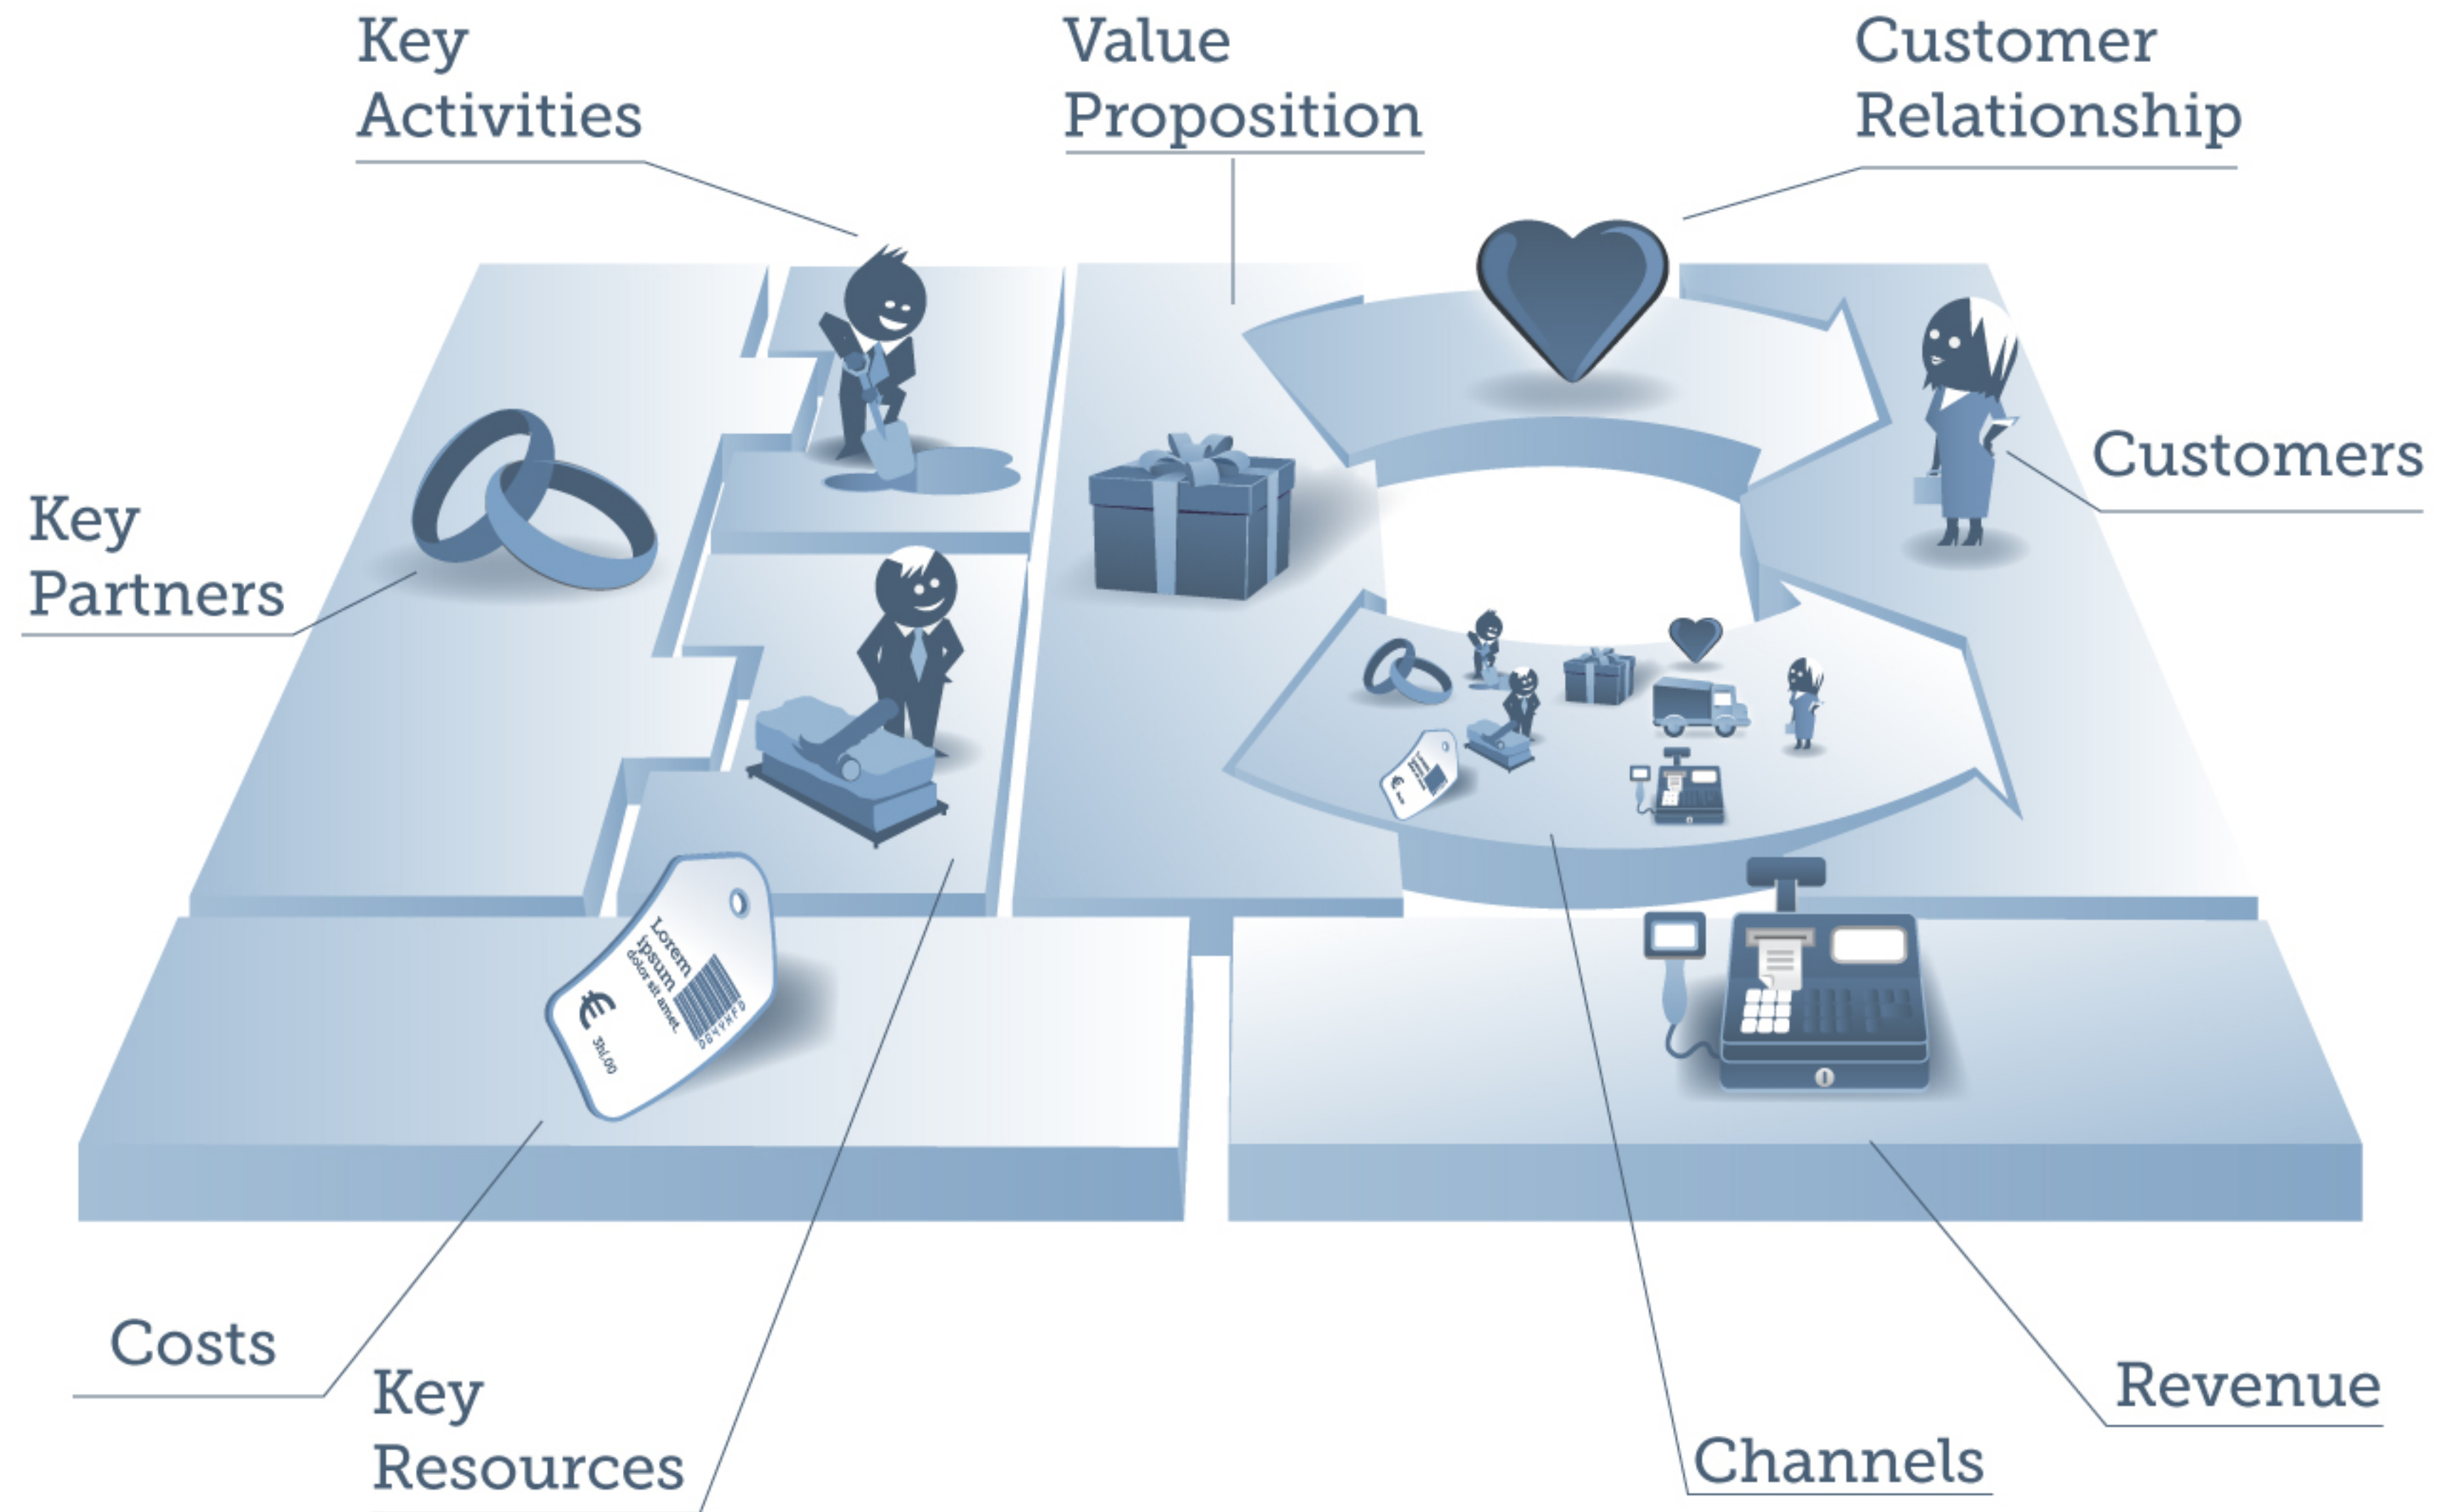 Key
Activities
Value
Proposition
Customer
Relationship
Customers
Key
Partners
Lorem
ipsum
dolor sit amet.
€
Costs
Key
Resources
Channels
Revenue